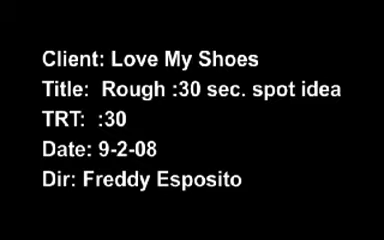 Client: Love My Shoes
Title:  Rough :30 sec. spot idea
TRT:  :30
Date: 9-2-08
Dir: Freddy Esposito